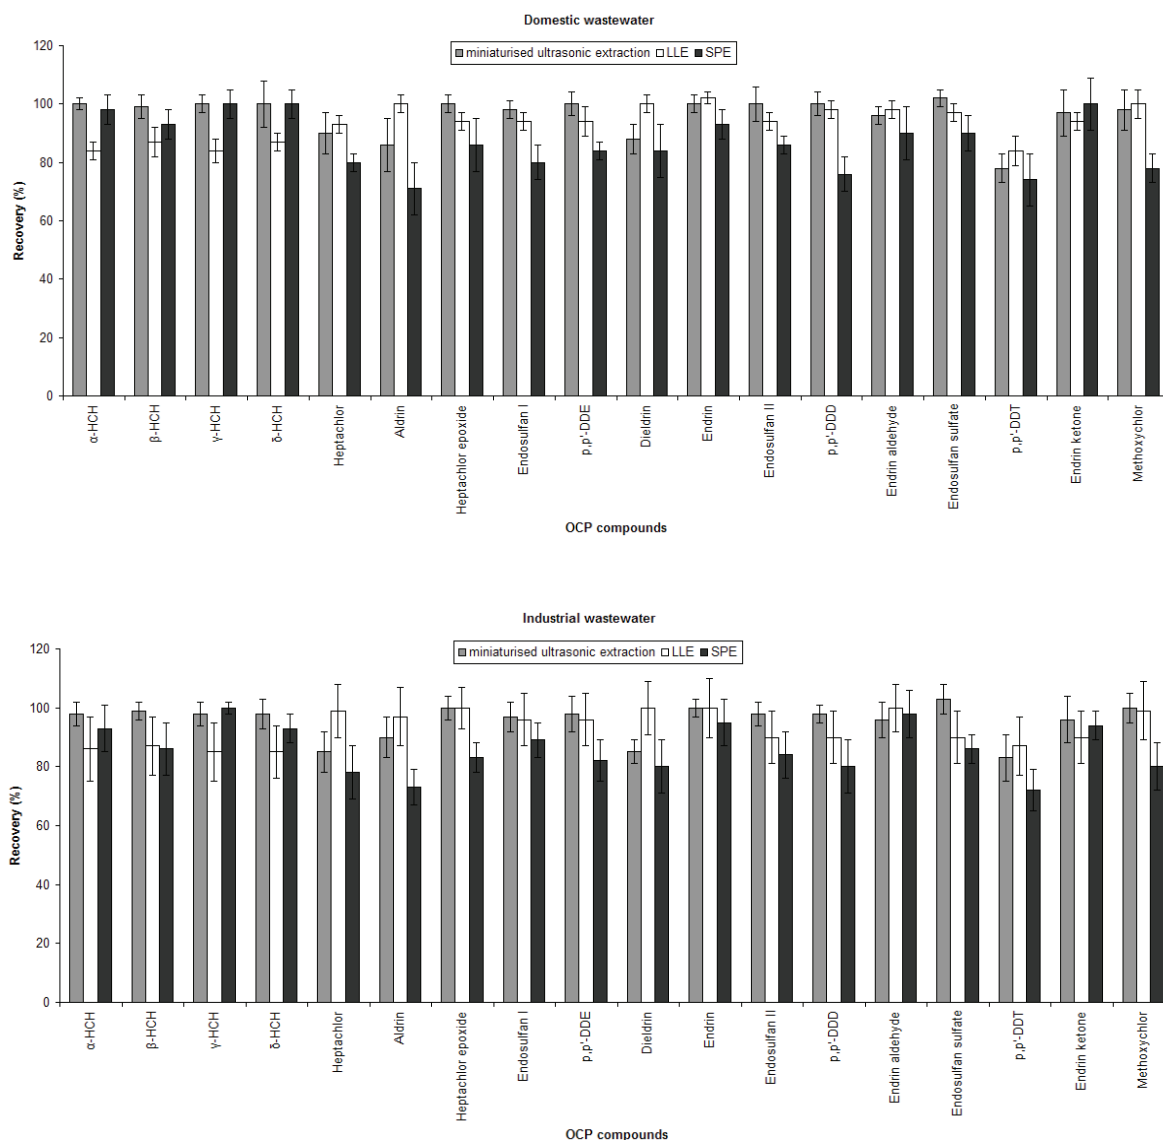 Domestic wastewater
miniaturised ultrasonic extraction LLE SPE
120
100
80
60
40
20
0
Recovery (%)
α-HCH
β-HCH
γ-HCH
δ-HCH
Heptachlor
Aldrin
Heptachlor epoxide
Endosulfan I
p,p'-DDE
Dieldrin
Endrin
Endosulfan II
p,p'-DDD
Endrin aldehyde
Endosulfan sulfate
p,p'-DDT
Endrin ketone
Methoxychlor
OCP compounds
Industrial wastewater
miniaturised ultrasonic extraction LLE SPE
120
100
80
60
40
20
0
Recovery (%)
α-HCH
β-HCH
γ-HCH
δ-HCH
Heptachlor
Aldrin
Heptachlor epoxide
Endosulfan I
p,p'-DDE
Dieldrin
Endrin
Endosulfan II
p,p'-DDD
Endrin aldehyde
Endosulfan sulfate
p,p'-DDT
Endrin ketone
Methoxychlor
OCP compounds